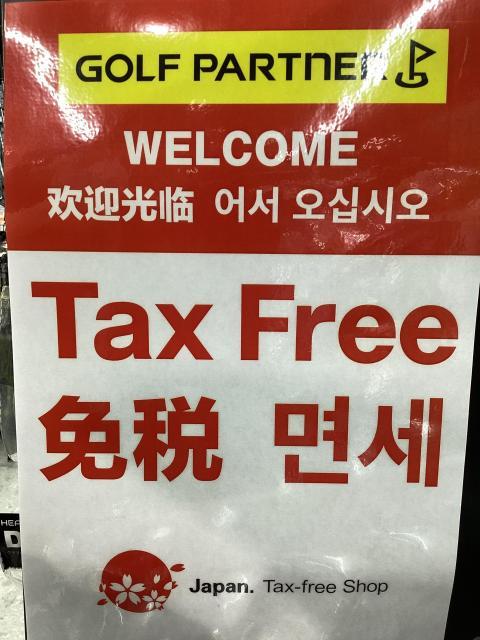 GOLF PARTNER
WELCOME
欢迎光临 어서 오십시오
Tax Free
免税 면세
Japan. Tax-free Shop
HEA
D